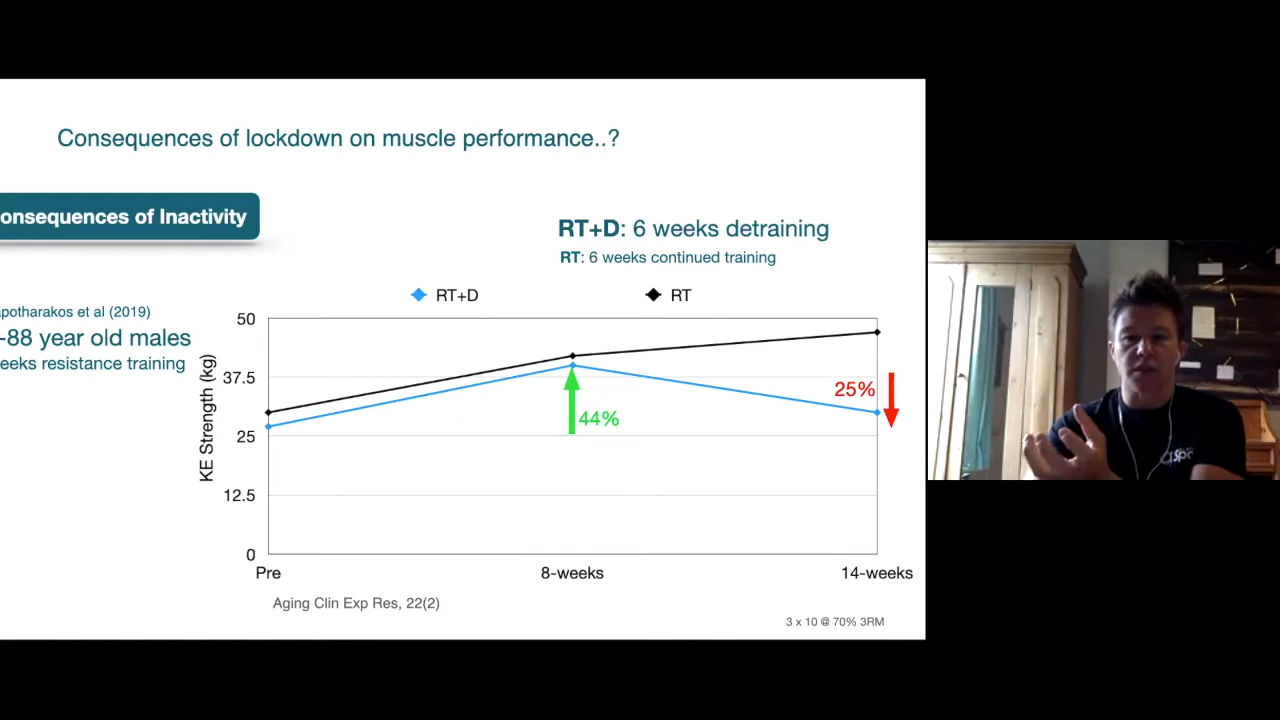 Consequences of lockdown on muscle performance..?
onsequences of Inactivity
RT+D: 6 weeks detraining
RT: 6 weeks continued training
RT+D
RT
apotharakos et al (2019)
-88 year old males
eeks resistance training
KE Strength (kg)
50
37.5
25
12.5
0
44%
25%
Pre
8-weeks
14-weeks
Aging Clin Exp Res, 22(2)
3 x 10 @ 70% 3RM